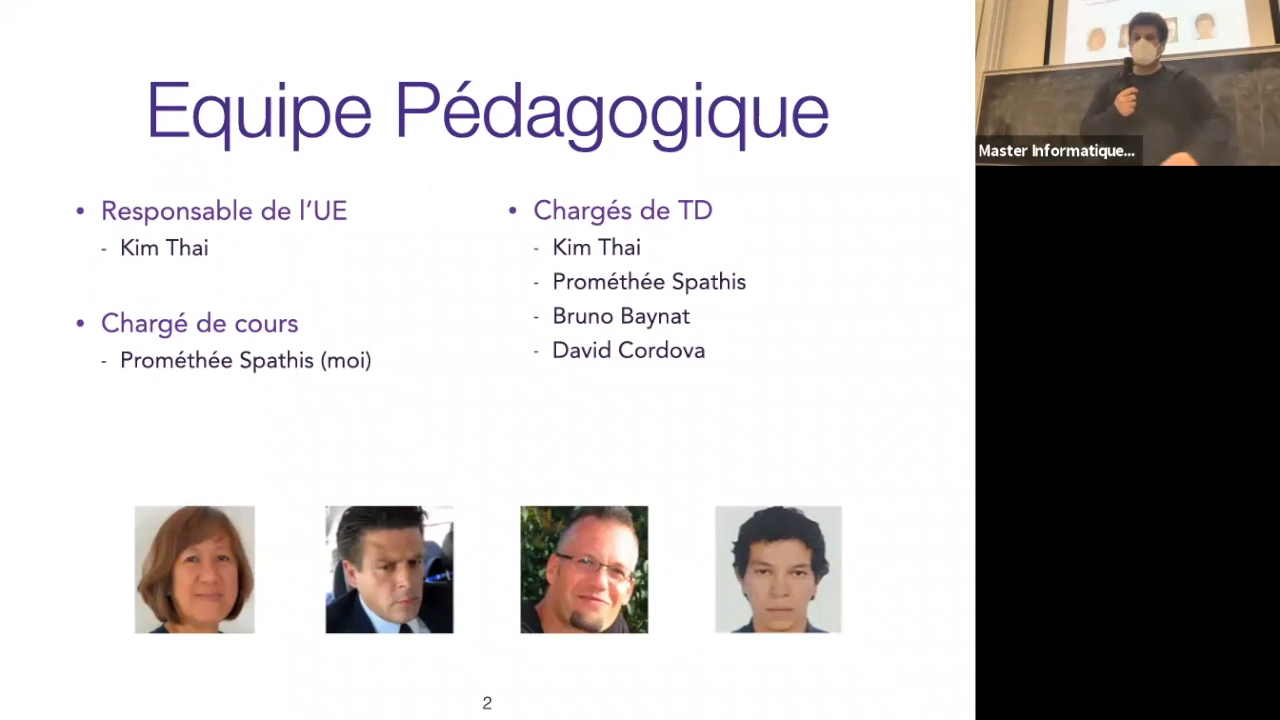 Equipe Pédagogique
• Responsable de l'UE
- Kim Thai
• Chargé de cours
- Prométhée Spathis (moi)
• Chargés de TD
- Kim Thai
- Prométhée Spathis
- Bruno Baynat
- David Cordova
2
Master Informatique...